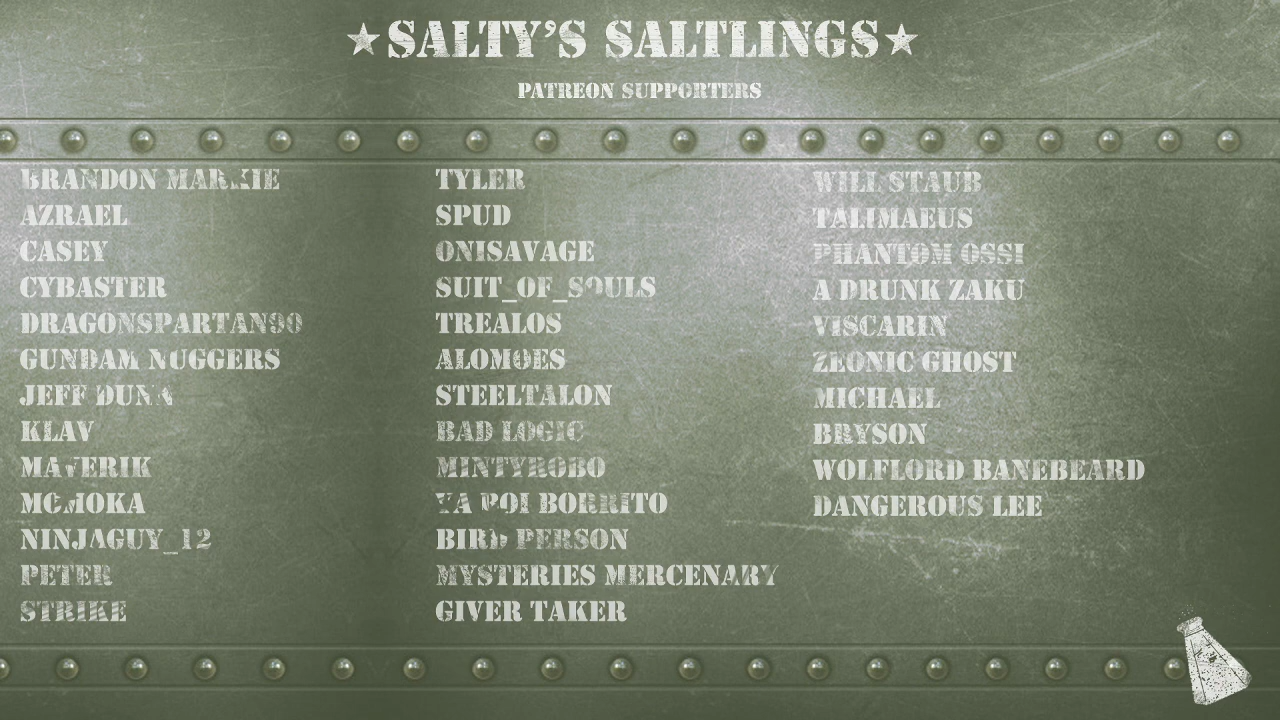 SALTY'S SALTLINGS
PATREON SUPPORTERS
BRANDON MARKIE
AZRAEL
CASEY
CYBASTER
DRAGONSPARTAN90
GUNDAM NUGGERS
JEFF DUNN
KLAV
MAVERIK
MOMOKA
NINJAGUY_12
PETER
STRIKE
TYLER
SPUD
ONISAVAGE
SUIT_OF_SOULS
TREALOS
ALOMOES
STEELTALON
BAD LOGIC
MINTYROBO
YA BOI BORRITO
BIRD PERSON
MYSTERIES MERCENARY
GIVER TAKER
WILL STAUB
TALIMAEUS
PHANTOM OSSI
A DRUNK ZAKU
VISCARIN
ZEONIC GHOST
MICHAEL
BRYSON
WOLFLORD BANEBEARD
DANGEROUS LEE